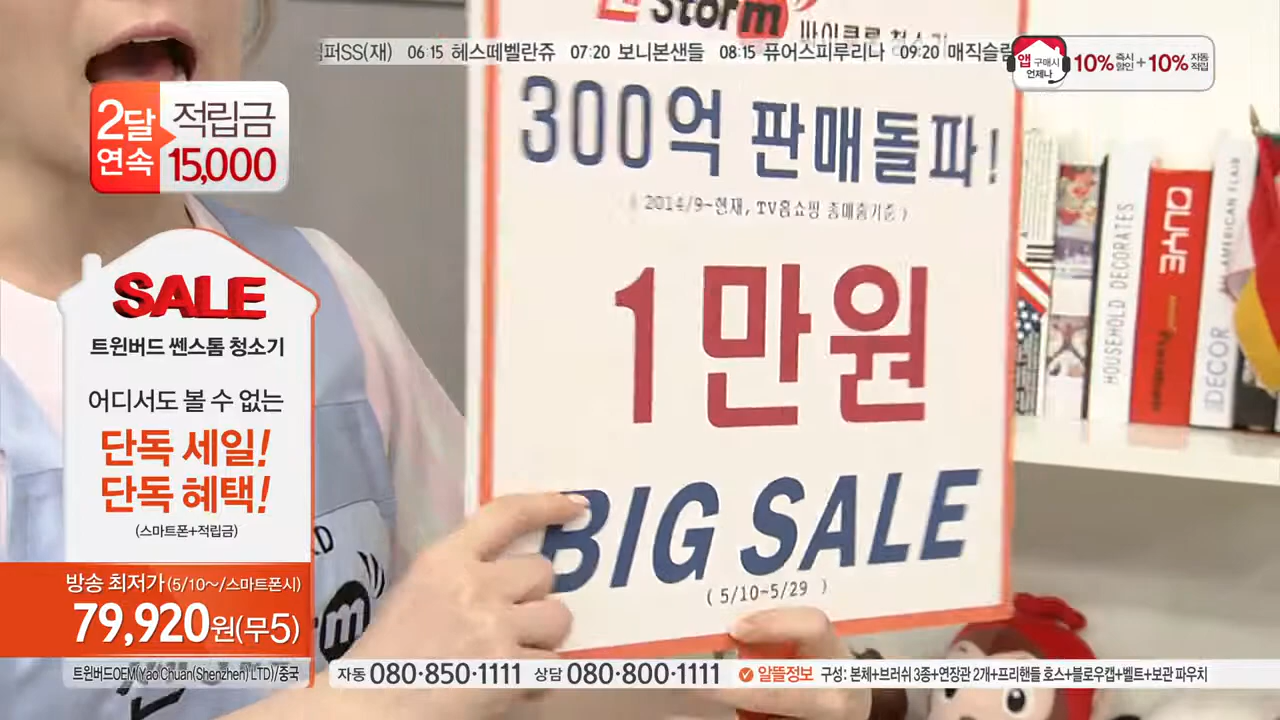 Storm
싸이클론 청소기
퍼SS(재) 06:15 헤스떼벨란쥬 07:20 보니본샌들 08:15 퓨어스피루리나 09:20 매직슬림
앱 구매시 언제나 10% 즉시할인 + 10% 자동적립
2달 연속
적립금
15,000
300억 판매돌파!
( 2014/9~현재, TV홈쇼핑 총매출기준 )
1만원
BIG SALE
( 5/10~5/29 )
SALE
트윈버드 쎈스톰 청소기
어디서도 볼 수 없는
단독 세일!
단독 혜택!
(스마트폰+적립금)
방송 최저가 (5/10~/스마트폰시)
79,920원(무5)
트윈버드OEM(Yao Chuan(Shenzhen) LTD)/중국
자동 080·850·1111 상담 080·800·1111
알뜰정보 구성: 본체+브러쉬 3종+연장관 2개+프리핸들 호스+블로우캡+벨트+보관 파우치
HOUSEHOLD DECORATES
AMERICAN FLAIR
DECOR